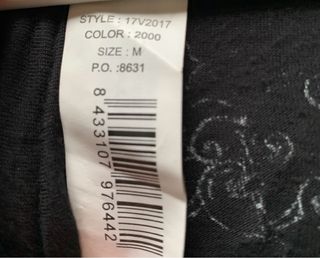 STYLE : 17V2017
COLOR : 2000
SIZE : M
P.O. :8631
8 433107 976442